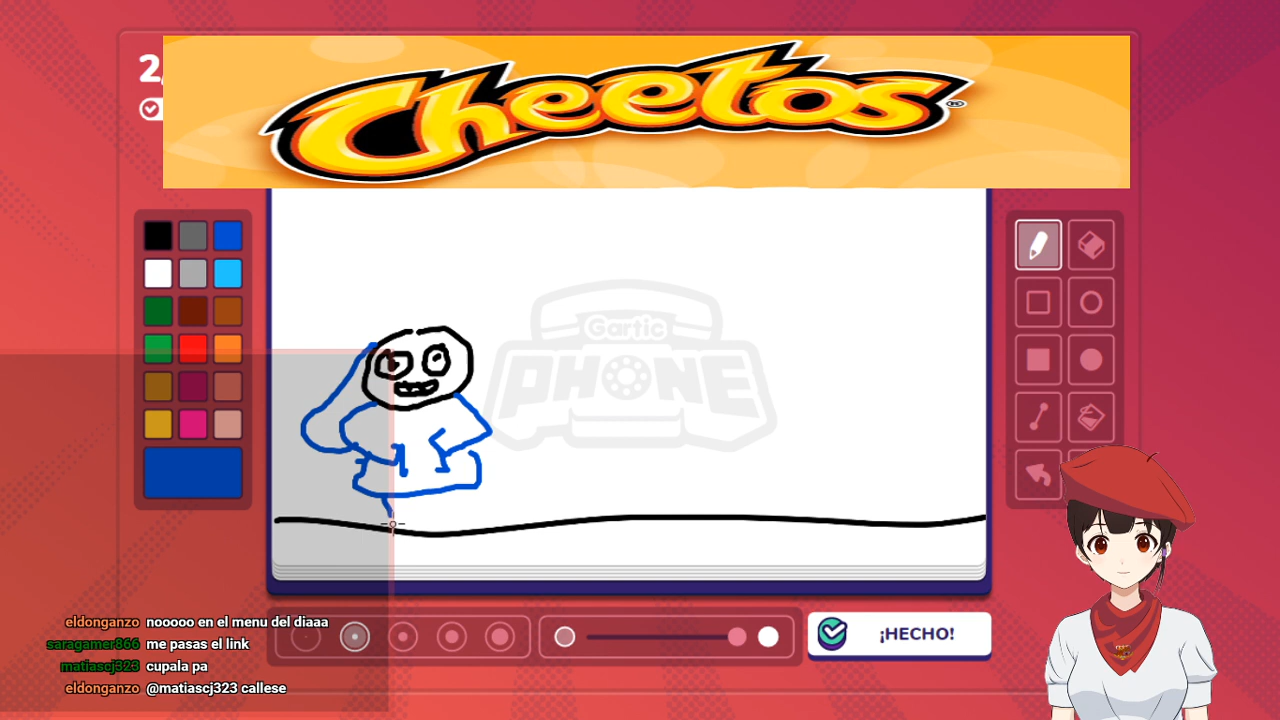 2/
Cheetos
Gartic
PHONE
¡HECHO!
eldonganzo nooooo en el menu del diaaa
saragamer866 me pasas el link
matiascj323 cupala pa
eldonganzo @matiascj323 callese